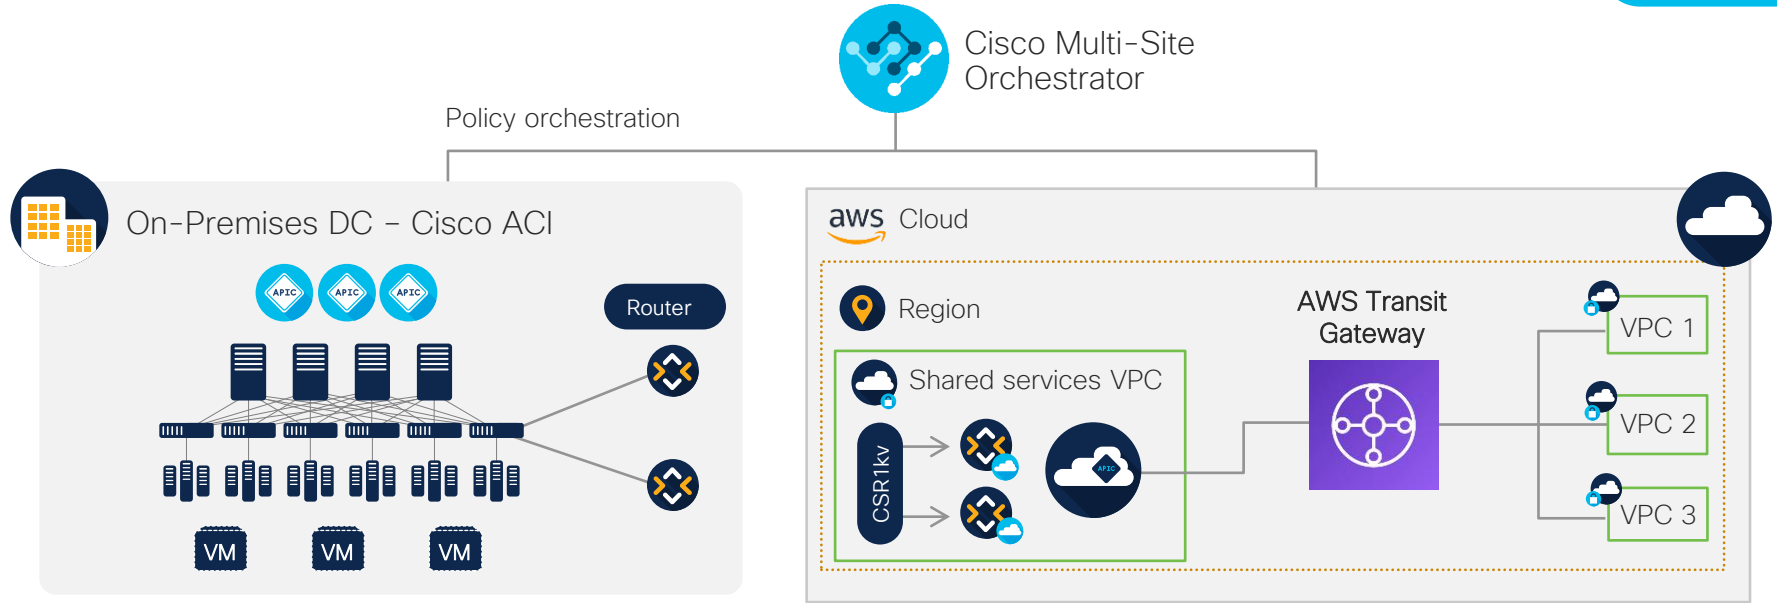 Cisco Multi-Site
Orchestrator
Policy orchestration
On-Premises DC – Cisco ACI
APIC
APIC
APIC
Router
VM
VM
VM
aws
Cloud
Region
Shared services VPC
CSR1kv
APIC
AWS Transit
Gateway
VPC 1
VPC 2
VPC 3